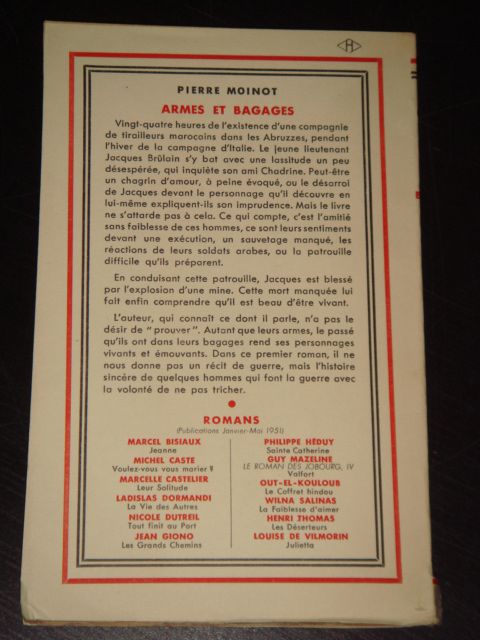 H
PIERRE MOINOT
ARMES ET BAGAGES
Vingt-quatre heures de l'existence d'une compagnie
de tirailleurs marocains dans les Abruzzes, pendant
l'hiver de la campagne d'Italie. Le jeune lieutenant
Jacques Brûlain s'y bat avec une lassitude un peu
désespérée, qui inquiète son ami Chadrine. Peut-être
un chagrin d'amour, à peine évoqué, ou le désarroi
de Jacques devant le personnage qu'il découvre en
lui-même expliquent-ils son imprudence. Mais le livre
ne s'attarde pas à cela. Ce qui compte, c'est l'amitié
sans faiblesse de ces hommes, ce sont leurs sentiments
devant une exécution, un sauvetage manqué, les
réactions de leurs soldats arabes, ou la patrouille
difficile qu'ils préparent.
En conduisant cette patrouille, Jacques est blessé
par l'explosion d'une mine. Cette mort manquée lui
fait enfin comprendre qu'il est beau d'être vivant.
L'auteur, qui connaît ce dont il parle, n'a pas le
désir de "prouver". Autant que leurs armes, le passé
qu'ils ont dans leurs bagages rend ses personnages
vivants et émouvants. Dans ce premier roman, il ne
nous donne pas un récit de guerre, mais l'histoire
sincère de quelques hommes qui font la guerre avec
la volonté de ne pas tricher.
ROMANS
(Publications Janvier-Mai 1951)
MARCEL BISIAUX
Jeanne
MICHEL CASTE
Voulez-vous vous marier ?
MARCELLE CASTELIER
Leur Solitude
LADISLAS DORMANDI
La Vie des Autres
NICOLE DUTREIL
Tout finit au Port
JEAN GIONO
Les Grands Chemins
PHILIPPE HÉDUY
Sainte Catherine
GUY MAZELINE
LE ROMAN DES JOBOURG, IV
Valfort
OUT-EL-KOULOUB
Le Coffret hindou
WILNA SALINAS
La Faiblesse d'aimer
HENRI THOMAS
Les Déserteurs
LOUISE DE VILMORIN
Julietta